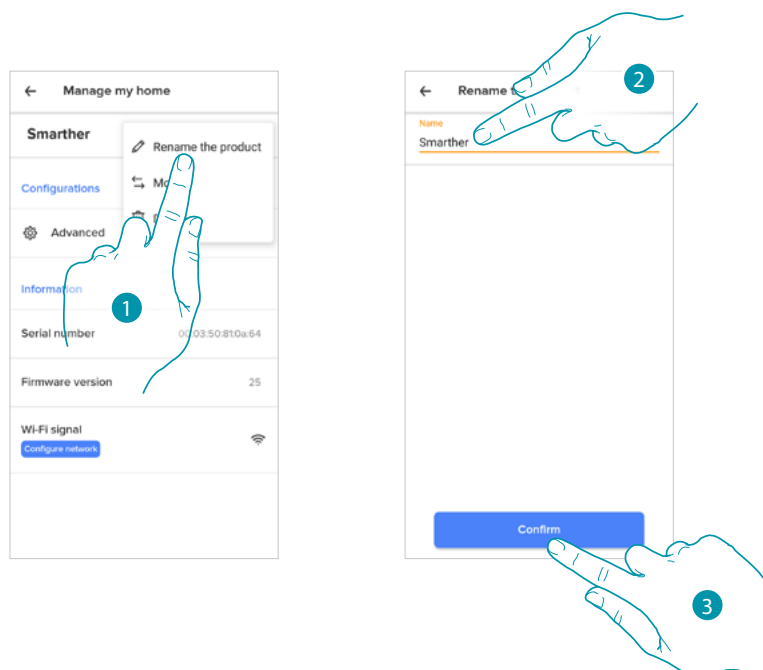 Manage my home
Smarther
Rename the product
Configurations
Advanced
Information
1
Serial number
00:03:50:81:0a:64
Firmware version
25
Wi-Fi signal
Configure network
2
Rename
Name
Smarther
Confirm
3